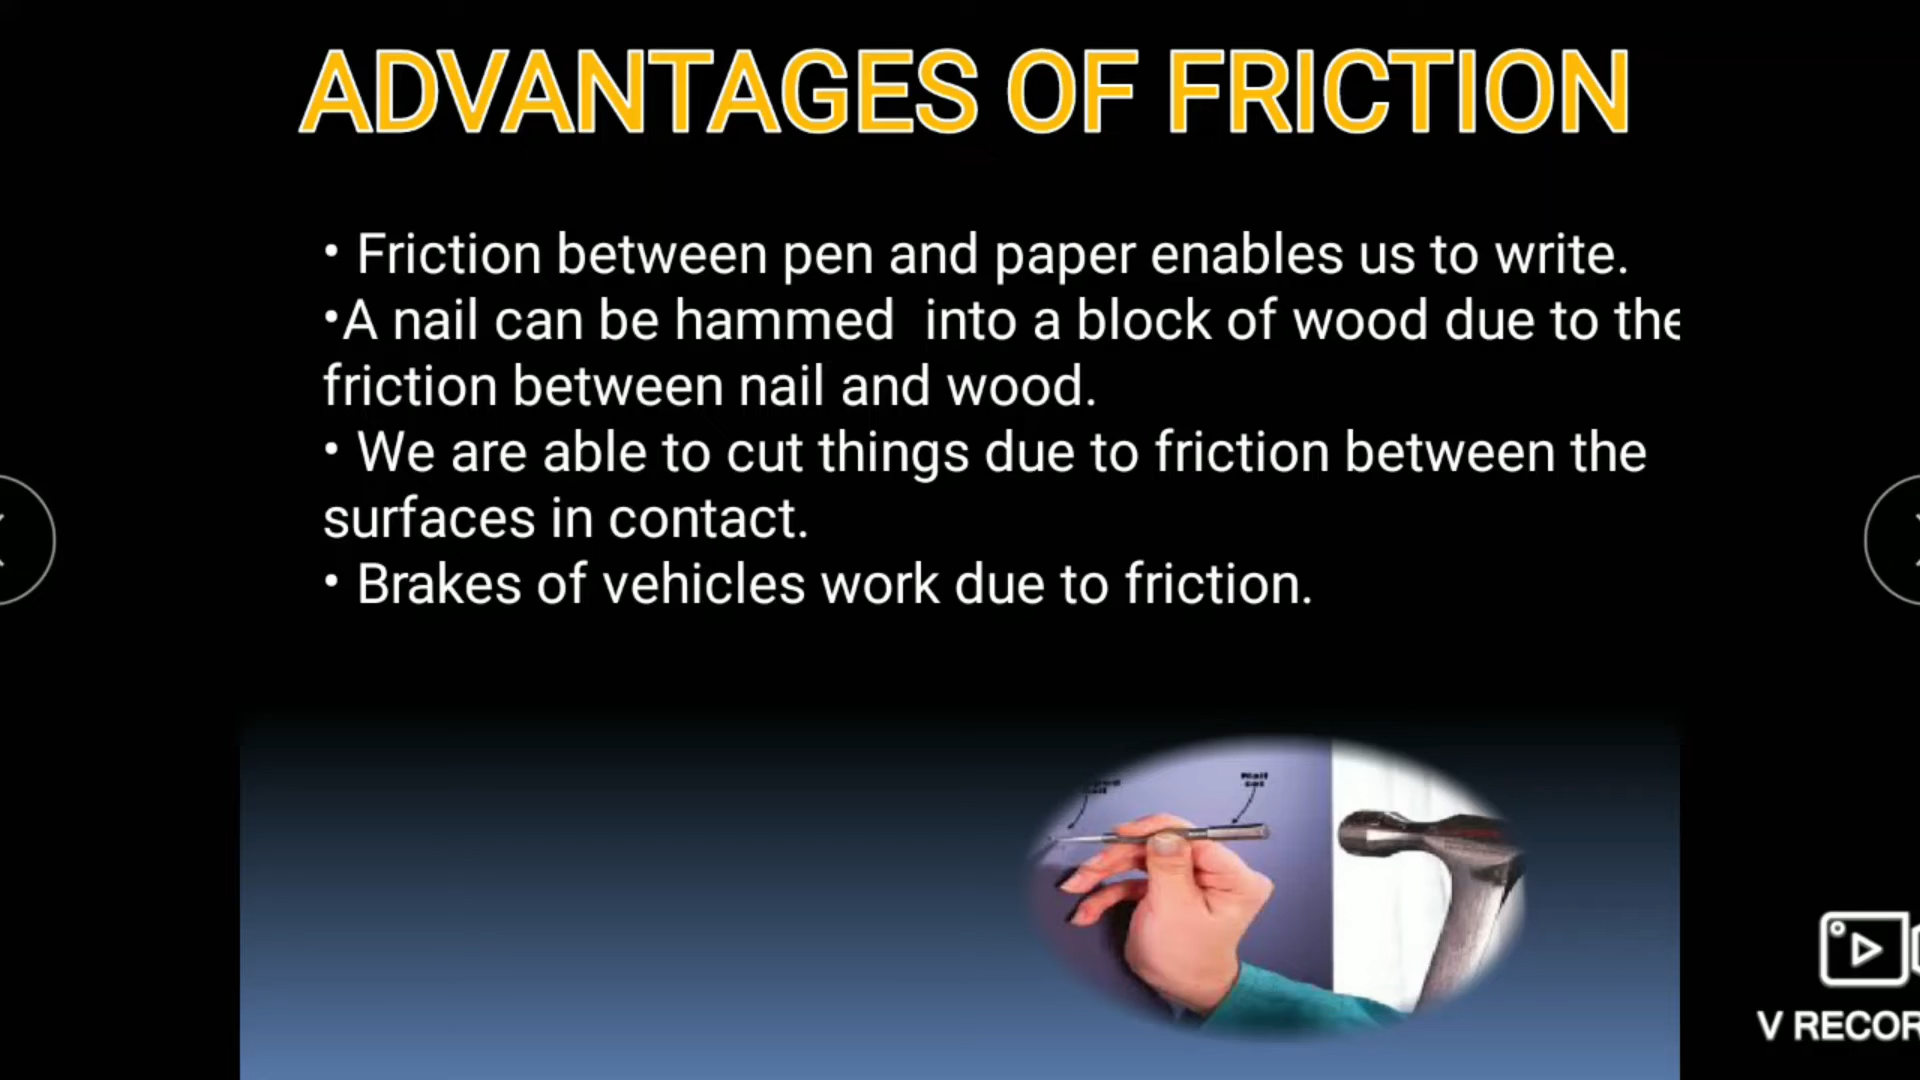 ADVANTAGES OF FRICTION
• Friction between pen and paper enables us to write.
•A nail can be hammed into a block of wood due to the
friction between nail and wood.
• We are able to cut things due to friction between the
surfaces in contact.
• Brakes of vehicles work due to friction.
Nail
set
V RECOR